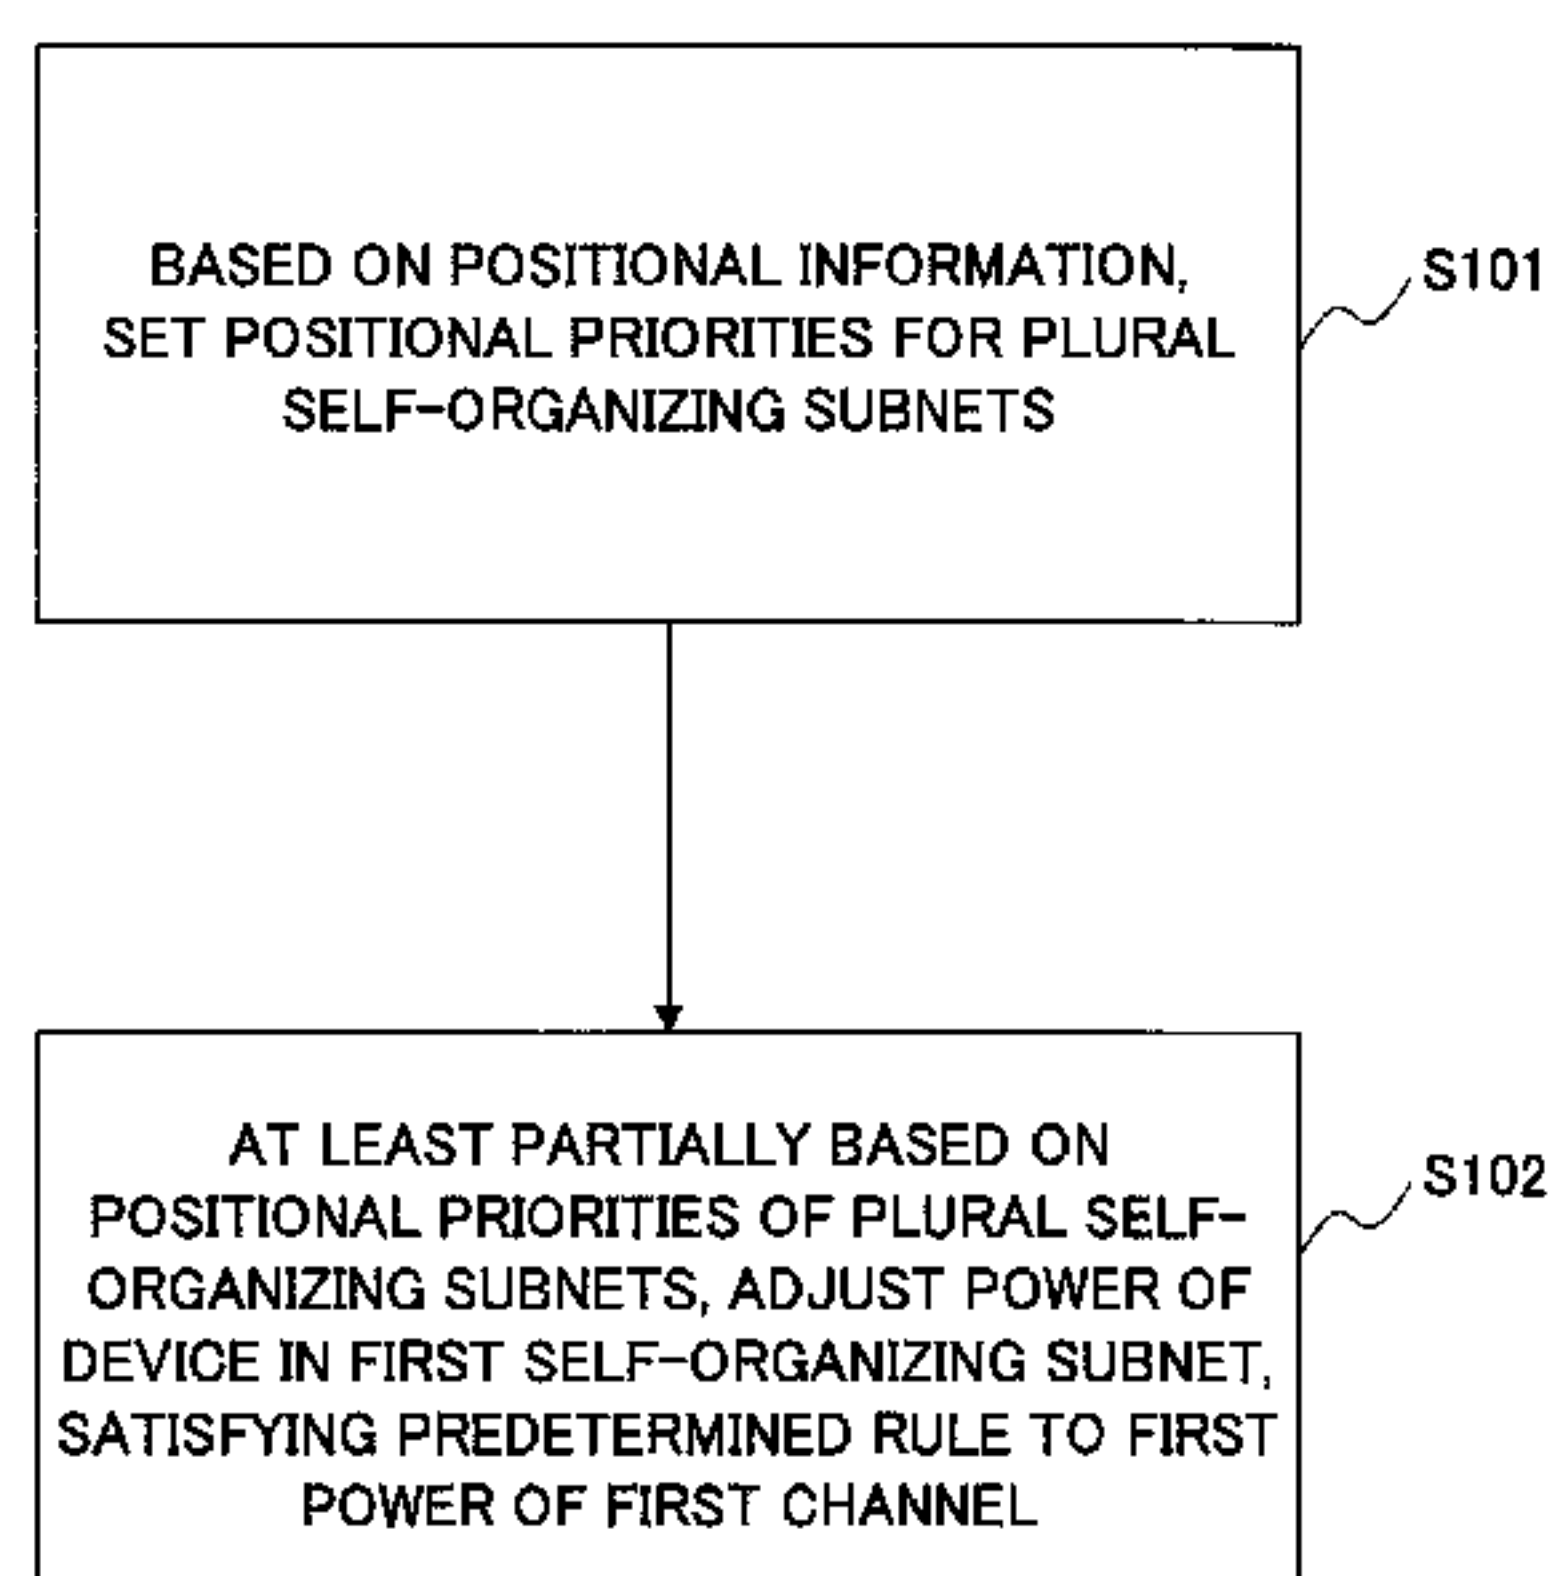 BASED ON POSITIONAL INFORMATION,
SET POSITIONAL PRIORITIES FOR PLURAL
SELF-ORGANIZING SUBNETS
S101
AT LEAST PARTIALLY BASED ON
POSITIONAL PRIORITIES OF PLURAL SELF-
ORGANIZING SUBNETS, ADJUST POWER OF
DEVICE IN FIRST SELF-ORGANIZING SUBNET,
SATISFYING PREDETERMINED RULE TO FIRST
POWER OF FIRST CHANNEL
S102